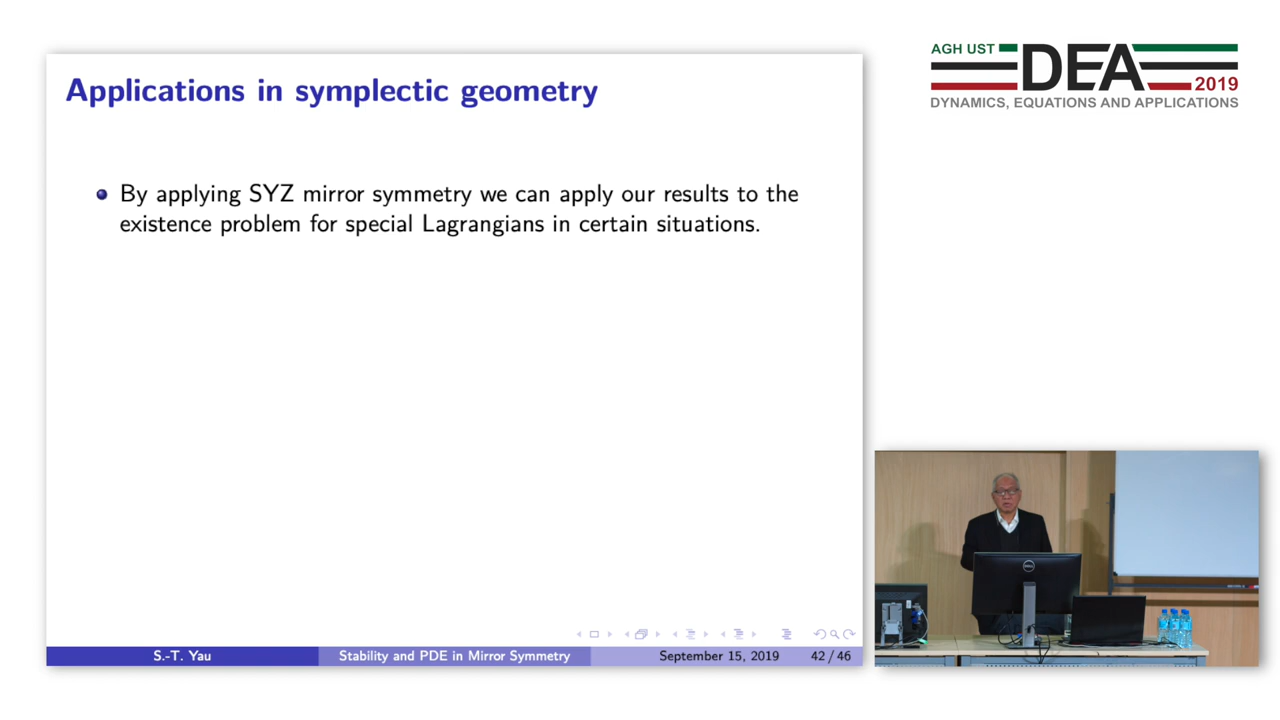 Applications in symplectic geometry
By applying SYZ mirror symmetry we can apply our results to the
existence problem for special Lagrangians in certain situations.
S.-T. Yau
Stability and PDE in Mirror Symmetry
September 15, 2019
42 / 46
AGH UST
DEA
2019
DYNAMICS, EQUATIONS AND APPLICATIONS
DELL